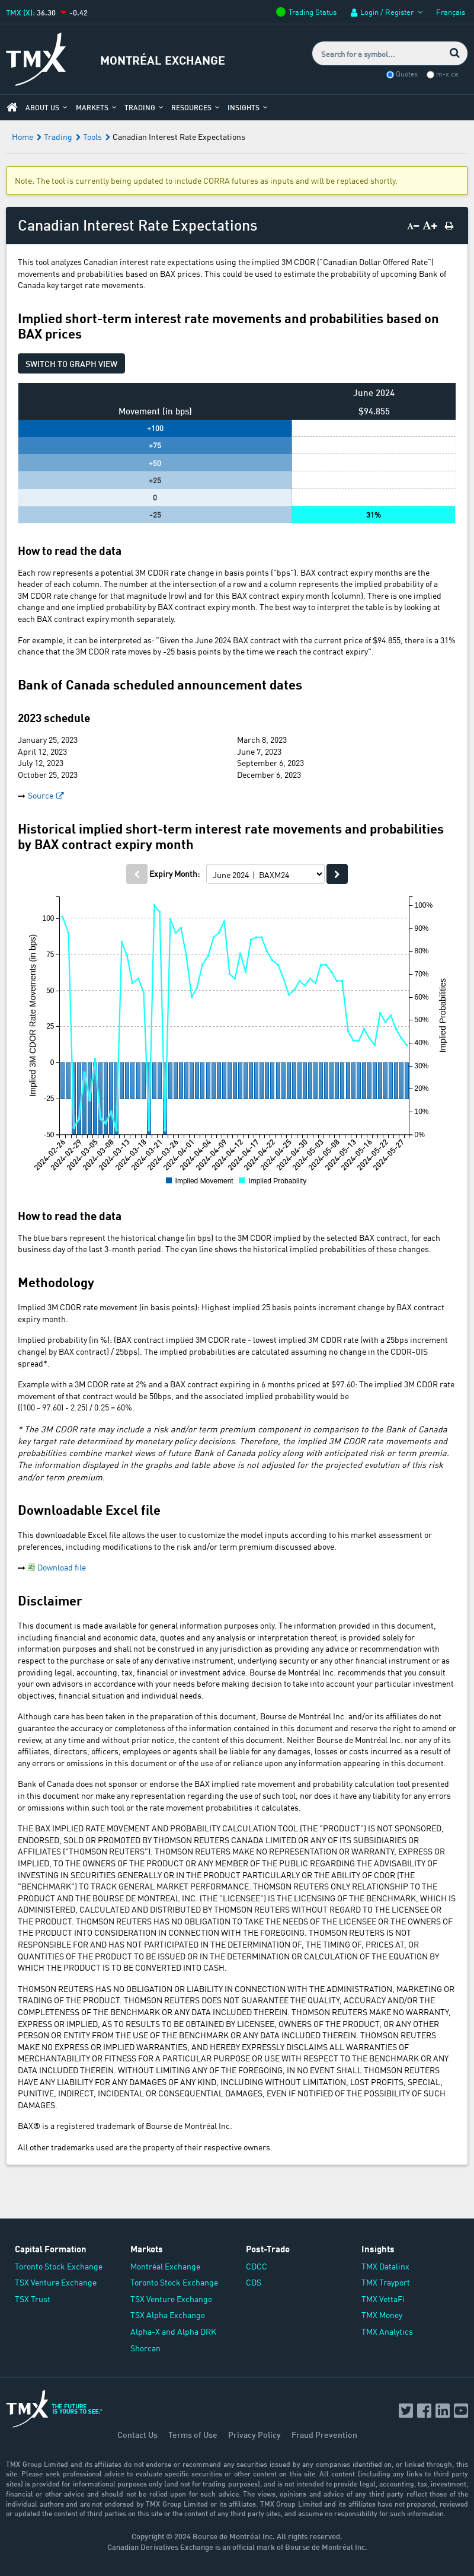 TMX (X): 36.30 -0.42
Trading Status Login / Register Français
TMX
MONTRÉAL EXCHANGE
Search for a symbol...
Quotes m-x.ca
ABOUT US MARKETS TRADING RESOURCES INSIGHTS
Home Trading Tools Canadian Interest Rate Expectations
Note: The tool is currently being updated to include CORRA futures as inputs and will be replaced shortly.
Canadian Interest Rate Expectations
A- A+
This tool analyzes Canadian interest rate expectations using the implied 3M CDOR ("Canadian Dollar Offered Rate")
movements and probabilities based on BAX prices. This could be used to estimate the probability of upcoming Bank of
Canada key target rate movements.
Implied short-term interest rate movements and probabilities based on
BAX prices
SWITCH TO GRAPH VIEW
June 2024
Movement (in bps) $94.855
+100
+75
+50
+25
0
-25 31%
How to read the data
Each row represents a potential 3M CDOR rate change in basis points ("bps"). BAX contract expiry months are the
header of each column. The number at the intersection of a row and a column represents the implied probability of a
3M CDOR rate change for that magnitude (row) and for this BAX contract expiry month (column). There is one implied
change and one implied probability by BAX contract expiry month. The best way to interpret the table is by looking at
each BAX contract expiry month separately.
For example, it can be interpreted as: "Given the June 2024 BAX contract with the current price of $94.855, there is a 31%
chance that the 3M CDOR rate moves by -25 basis points by the time we reach the contract expiry".
Bank of Canada scheduled announcement dates
2023 schedule
January 25, 2023 March 8, 2023
April 12, 2023 June 7, 2023
July 12, 2023 September 6, 2023
October 25, 2023 December 6, 2023
Source
Historical implied short-term interest rate movements and probabilities
by BAX contract expiry month
Expiry Month: June 2024 | BAXM24
Implied 3M CDOR Rate Movements (in bps)
100
75
50
25
0
-25
-50
100%
90%
80%
70%
60%
50%
40%
30%
20%
10%
0%
Implied Probabilities
2024-02-26 2024-02-29 2024-03-05 2024-03-08 2024-03-13 2024-03-18 2024-03-21 2024-03-26 2024-04-01 2024-04-04 2024-04-09 2024-04-12 2024-04-17 2024-04-22 2024-04-25 2024-04-30 2024-05-03 2024-05-08 2024-05-13 2024-05-16 2024-05-22 2024-05-27
Implied Movement Implied Probability
How to read the data
The blue bars represent the historical change (in bps) to the 3M CDOR implied by the selected BAX contract, for each
business day of the last 3-month period. The cyan line shows the historical implied probabilities of these changes.
Methodology
Implied 3M CDOR rate movement (in basis points): Highest implied 25 basis points increment change by BAX contract
expiry month.
Implied probability (in %): (BAX contract implied 3M CDOR rate - lowest implied 3M CDOR rate (with a 25bps increment
change) by BAX contract) / 25bps). The implied probabilities are calculated assuming no change in the CDOR-OIS
spread*.
Example with a 3M CDOR rate at 2% and a BAX contract expiring in 6 months priced at $97.60: The implied 3M CDOR rate
movement of that contract would be 50bps, and the associated implied probability would be
((100 - 97.60) - 2.25) / 0.25 = 60%.
* The 3M CDOR rate may include a risk and/or term premium component in comparison to the Bank of Canada
key target rate determined by monetary policy decisions. Therefore, the implied 3M CDOR rate movements and
probabilities combine market views of the Bank of Canada policy along with anticipated risk or term premia.
The information displayed in the graphs and table above is not adjusted for the projected evolution of this risk
and/or term premium.
Downloadable Excel file
This downloadable Excel file allows the user to customize the model inputs according to his market assessment or
preferences, including modifications to the risk and/or term premium discussed above.
Download file
Disclaimer
This document is made available for general information purposes only. The information provided in this document,
including financial and economic data, quotes and any analysis or interpretation thereof, is provided solely for
information purposes and shall not be construed in any jurisdiction as providing any advice or recommendation with
respect to the purchase or sale of any derivative instrument, underlying security or any other financial instrument or as
providing legal, accounting, tax, financial or investment advice. Bourse de Montréal Inc. recommends that you consult
your own advisors in accordance with your needs before making decision to take into account your particular investment
objectives, financial situation and individual needs.
Although care has been taken in the preparation of this document, Bourse de Montréal Inc. and/or its affiliates do not
guarantee the accuracy or completeness of the information contained in this document and reserve the right to amend or
review, at any time and without prior notice, the content of this document. Neither Bourse de Montréal Inc. nor any of its
affiliates, directors, officers, employees or agents shall be liable for any damages, losses or costs incurred as a result of
any errors or omissions in this document or of the use of or reliance upon any information appearing in this document.
Bank of Canada does not sponsor or endorse the BAX implied rate movement and probability calculation tool presented
in this document nor make any representation regarding the use of such tool, nor does it have any liability for any errors
or omissions within such tool or the rate movement probabilities it calculates.
THE BAX IMPLIED RATE MOVEMENT AND PROBABILITY CALCULATION TOOL (THE "PRODUCT") IS NOT SPONSORED,
ENDORSED, SOLD OR PROMOTED BY THOMSON REUTERS CANADA LIMITED OR ANY OF ITS SUBSIDIARIES OR
AFFILIATES ("THOMSON REUTERS"). THOMSON REUTERS MAKE NO REPRESENTATION OR WARRANTY, EXPRESS OR
IMPLIED, TO THE OWNERS OF THE PRODUCT OR ANY MEMBER OF THE PUBLIC REGARDING THE ADVISABILITY OF
INVESTING IN SECURITIES GENERALLY OR IN THE PRODUCT PARTICULARLY OR THE ABILITY OF CDOR (THE
"BENCHMARK") TO TRACK GENERAL MARKET PERFORMANCE. THOMSON REUTERS ONLY RELATIONSHIP TO THE
PRODUCT AND THE BOURSE DE MONTREAL INC. (THE "LICENSEE") IS THE LICENSING OF THE BENCHMARK, WHICH IS
ADMINISTERED, CALCULATED AND DISTRIBUTED BY THOMSON REUTERS WITHOUT REGARD TO THE LICENSEE OR
THE PRODUCT. THOMSON REUTERS HAS NO OBLIGATION TO TAKE THE NEEDS OF THE LICENSEE OR THE OWNERS OF
THE PRODUCT INTO CONSIDERATION IN CONNECTION WITH THE FOREGOING. THOMSON REUTERS IS NOT
RESPONSIBLE FOR AND HAS NOT PARTICIPATED IN THE DETERMINATION OF, THE TIMING OF, PRICES AT, OR
QUANTITIES OF THE PRODUCT TO BE ISSUED OR IN THE DETERMINATION OR CALCULATION OF THE EQUATION BY
WHICH THE PRODUCT IS TO BE CONVERTED INTO CASH.
THOMSON REUTERS HAS NO OBLIGATION OR LIABILITY IN CONNECTION WITH THE ADMINISTRATION, MARKETING OR
TRADING OF THE PRODUCT. THOMSON REUTERS DOES NOT GUARANTEE THE QUALITY, ACCURACY AND/OR THE
COMPLETENESS OF THE BENCHMARK OR ANY DATA INCLUDED THEREIN. THOMSON REUTERS MAKE NO WARRANTY,
EXPRESS OR IMPLIED, AS TO RESULTS TO BE OBTAINED BY LICENSEE, OWNERS OF THE PRODUCT, OR ANY OTHER
PERSON OR ENTITY FROM THE USE OF THE BENCHMARK OR ANY DATA INCLUDED THEREIN. THOMSON REUTERS
MAKE NO EXPRESS OR IMPLIED WARRANTIES, AND HEREBY EXPRESSLY DISCLAIMS ALL WARRANTIES OF
MERCHANTABILITY OR FITNESS FOR A PARTICULAR PURPOSE OR USE WITH RESPECT TO THE BENCHMARK OR ANY
DATA INCLUDED THEREIN. WITHOUT LIMITING ANY OF THE FOREGOING, IN NO EVENT SHALL THOMSON REUTERS
HAVE ANY LIABILITY FOR ANY DAMAGES OF ANY KIND, INCLUDING WITHOUT LIMITATION, LOST PROFITS, SPECIAL,
PUNITIVE, INDIRECT, INCIDENTAL OR CONSEQUENTIAL DAMAGES, EVEN IF NOTIFIED OF THE POSSIBILITY OF SUCH
DAMAGES.
BAX® is a registered trademark of Bourse de Montréal Inc.
All other trademarks used are the property of their respective owners.
Capital Formation Markets Post-Trade Insights
Toronto Stock Exchange Montréal Exchange CDCC TMX Datalinx
TSX Venture Exchange Toronto Stock Exchange CDS TMX Trayport
TSX Trust TSX Venture Exchange TMX VettaFi
TSX Alpha Exchange TMX Money
Alpha-X and Alpha DRK TMX Analytics
Shorcan
TMX THE FUTURE
IS YOURS TO SEE.®
Contact Us Terms of Use Privacy Policy Fraud Prevention
TMX Group Limited and its affiliates do not endorse or recommend any securities issued by any companies identified on, or linked through, this
site. Please seek professional advice to evaluate specific securities or other content on this site. All content (including any links to third party
sites) is provided for informational purposes only (and not for trading purposes), and is not intended to provide legal, accounting, tax, investment,
financial or other advice and should not be relied upon for such advice. The views, opinions and advice of any third party reflect those of the
individual authors and are not endorsed by TMX Group Limited or its affiliates. TMX Group Limited and its affiliates have not prepared, reviewed
or updated the content of third parties on this site or the content of any third party sites, and assume no responsibility for such information.
Copyright © 2024 Bourse de Montréal Inc. All rights reserved.
Canadian Derivatives Exchange is an official mark of Bourse de Montréal Inc.